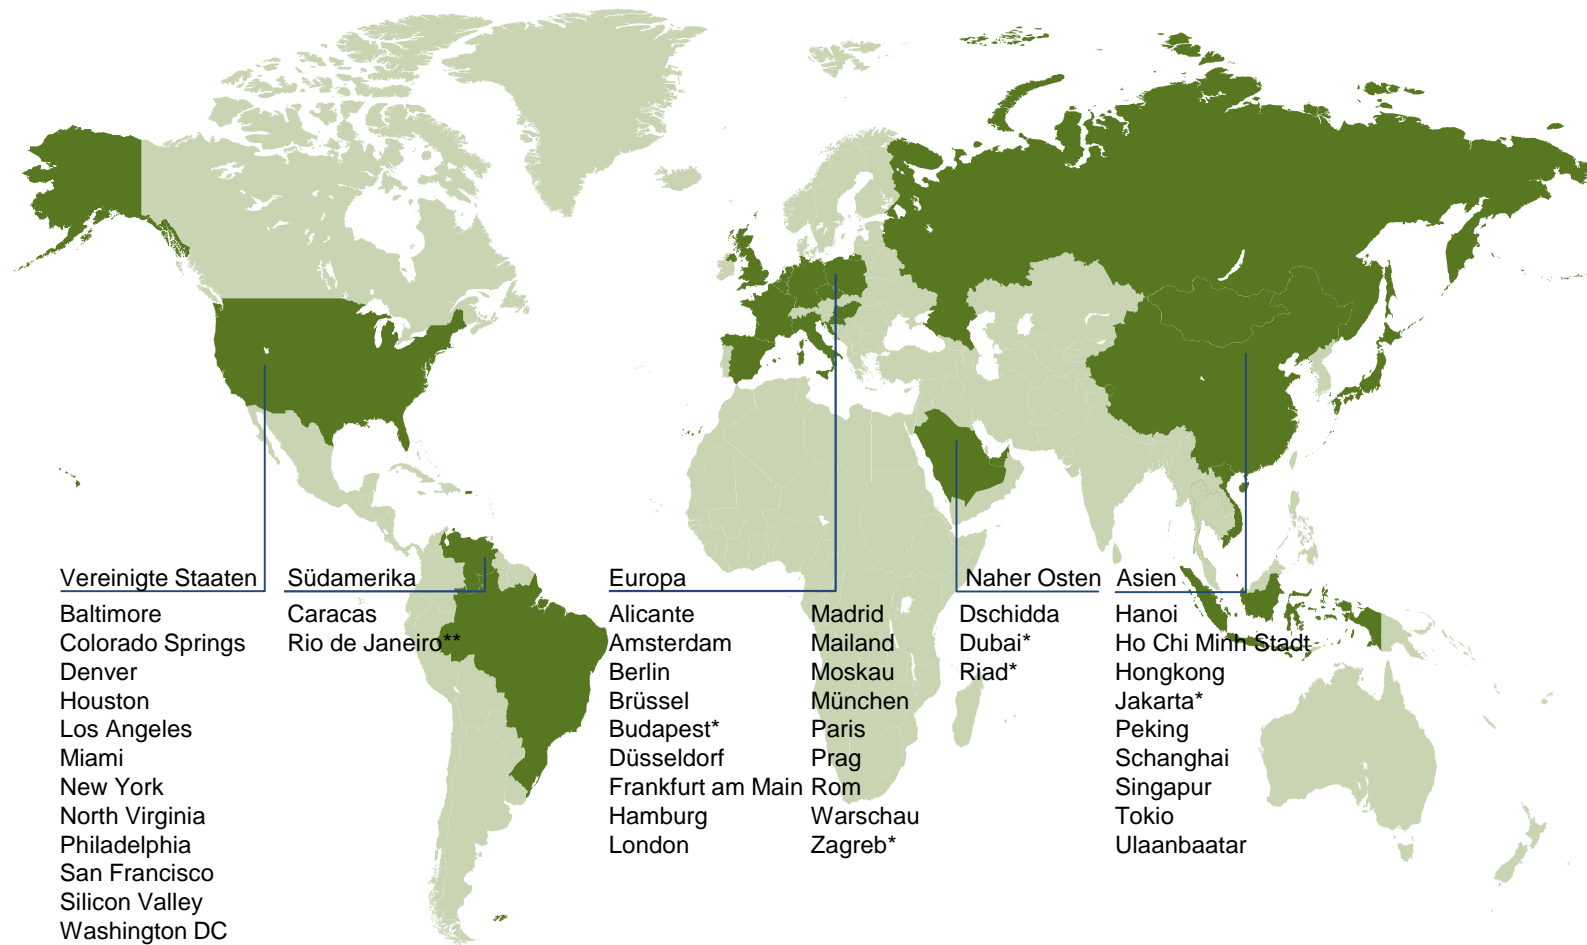 Vereinigte Staaten
Baltimore
Colorado Springs
Denver
Houston
Los Angeles
Miami
New York
North Virginia
Philadelphia
San Francisco
Silicon Valley
Washington DC
Südamerika
Caracas
Rio de Janeiro**
Europa
Alicante
Amsterdam
Berlin
Brüssel
Budapest*
Düsseldorf
Frankfurt am Main
Hamburg
London
Madrid
Mailand
Moskau
München
Paris
Prag
Rom
Warschau
Zagreb*
Naher Osten
Dschidda
Dubai*
Riad*
Asien
Hanoi
Ho Chi Minh Stadt
Hongkong
Jakarta*
Peking
Schanghai
Singapur
Tokio
Ulaanbaatar